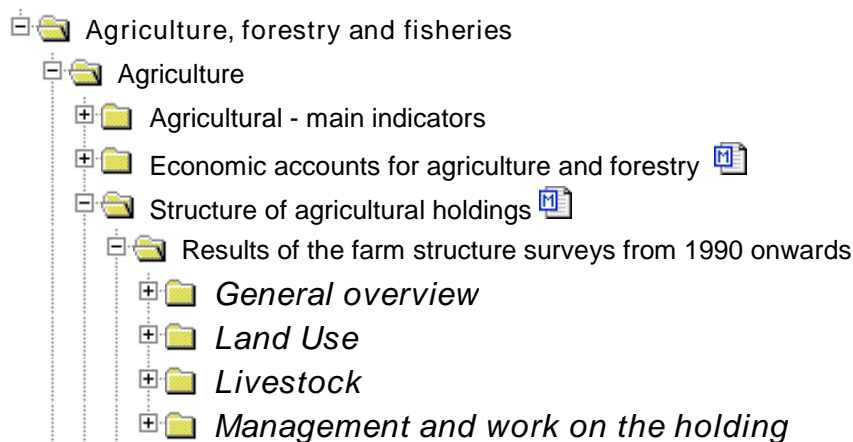 Agriculture, forestry and fisheries
Agriculture
Agricultural - main indicators
Economic accounts for agriculture and forestry M
Structure of agricultural holdings M
Results of the farm structure surveys from 1990 onwards
General overview
Land Use
Livestock
Management and work on the holding